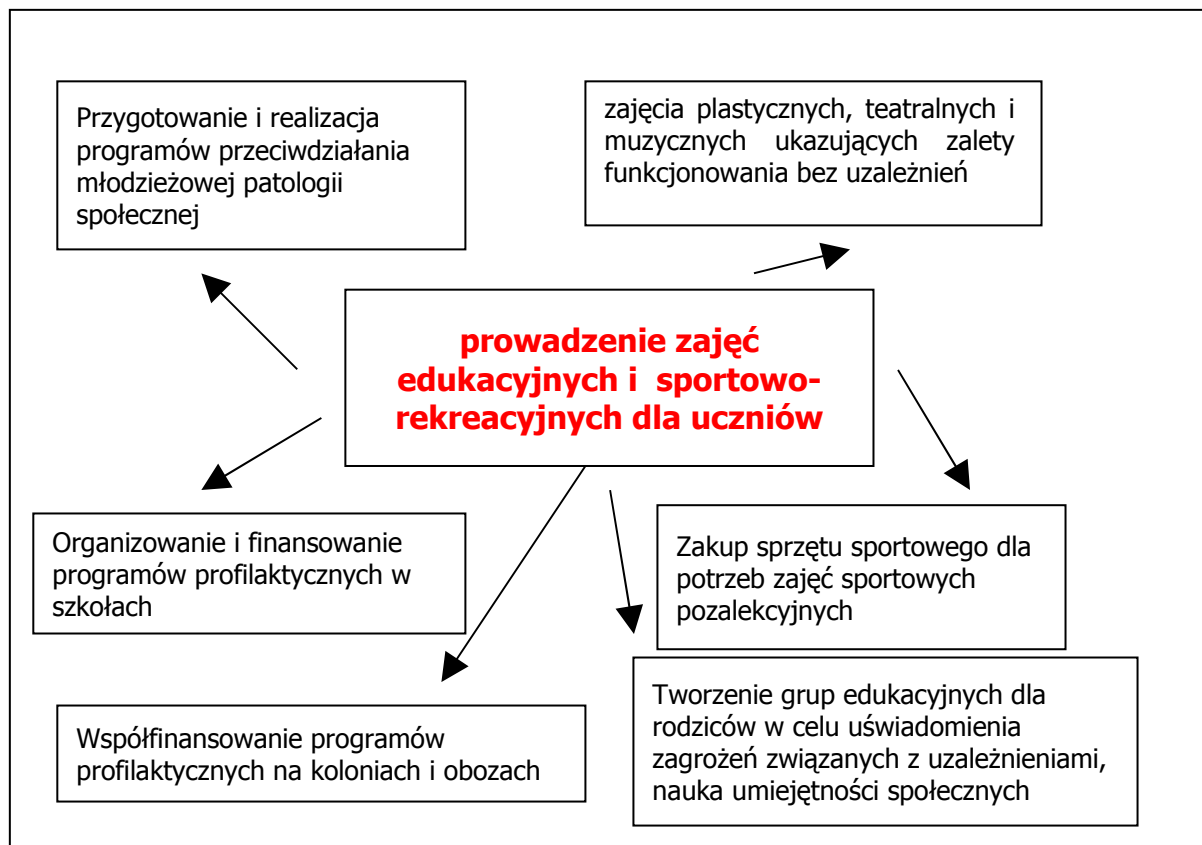 Przygotowanie i realizacja
programów przeciwdziałania
młodzieżowej patologii
społecznej
zajęcia plastycznych, teatralnych i
muzycznych ukazujących zalety
funkcjonowania bez uzależnień
prowadzenie zajęć
edukacyjnych i sportowo-
rekreacyjnych dla uczniów
Organizowanie i finansowanie
programów profilaktycznych w
szkołach
Zakup sprzętu sportowego dla
potrzeb zajęć sportowych
pozalekcyjnych
Współfinansowanie programów
profilaktycznych na koloniach i obozach
Tworzenie grup edukacyjnych dla
rodziców w celu uświadomienia
zagrożeń związanych z uzależnieniami,
nauka umiejętności społecznych